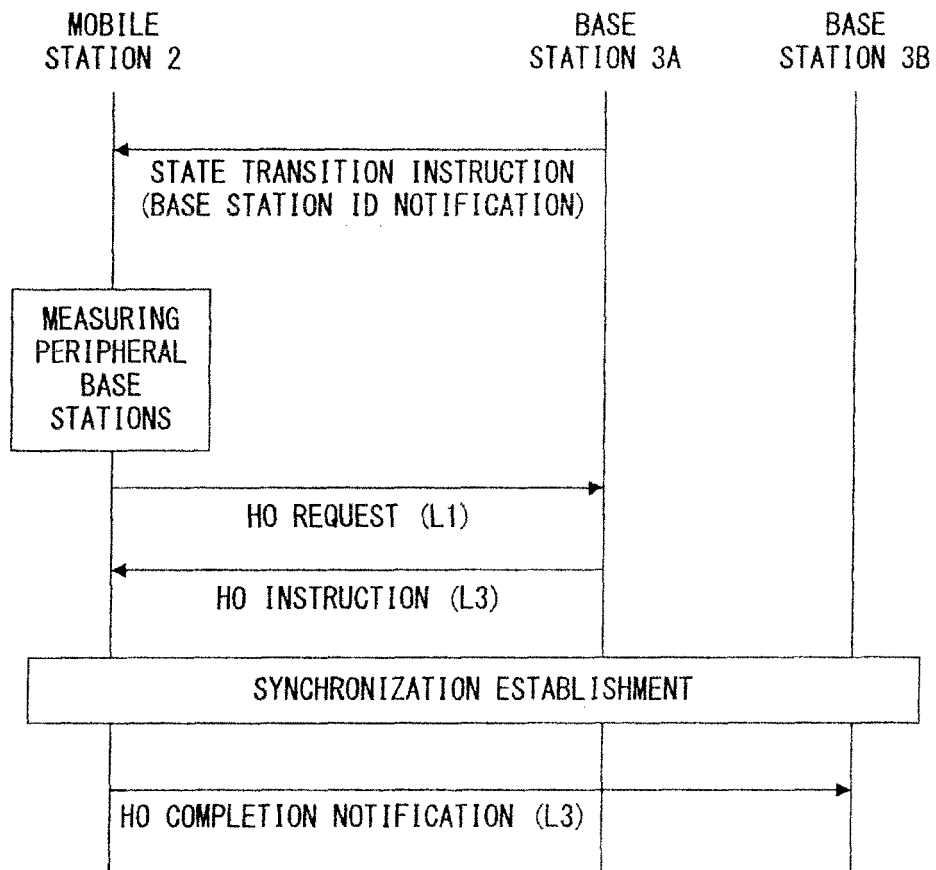 MOBILE
STATION 2
BASE
STATION 3A
BASE
STATION 3B
STATE TRANSITION INSTRUCTION
(BASE STATION ID NOTIFICATION)
MEASURING
PERIPHERAL
BASE
STATIONS
HO REQUEST (L1)
HO INSTRUCTION (L3)
SYNCHRONIZATION ESTABLISHMENT
HO COMPLETION NOTIFICATION (L3)